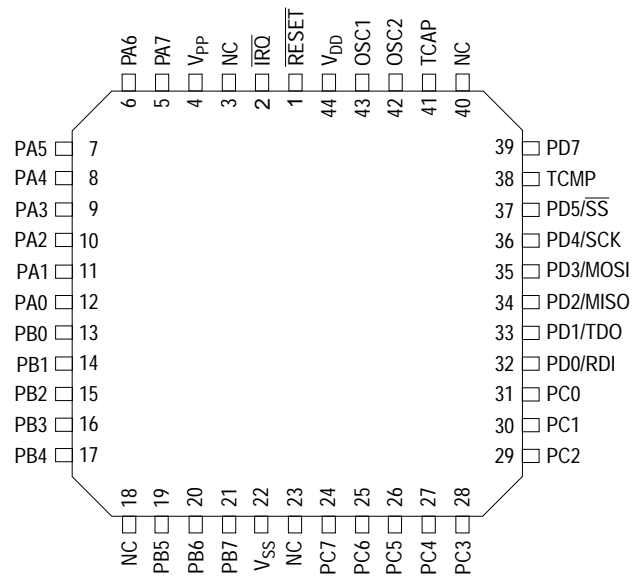 PA6 PA7 VPP NC IRQ RESET VDD OSC1 OSC2 TCAP NC
6 5 4 3 2 1 44 43 42 41 40
PA5 7 39 PD7
PA4 8 38 TCMP
PA3 9 37 PD5/SS
PA2 10 36 PD4/SCK
PA1 11 35 PD3/MOSI
PA0 12 34 PD2/MISO
PB0 13 33 PD1/TDO
PB1 14 32 PD0/RDI
PB2 15 31 PC0
PB3 16 30 PC1
PB4 17 29 PC2
18 19 20 21 22 23 24 25 26 27 28
NC PB5 PB6 PB7 VSS NC PC7 PC6 PC5 PC4 PC3